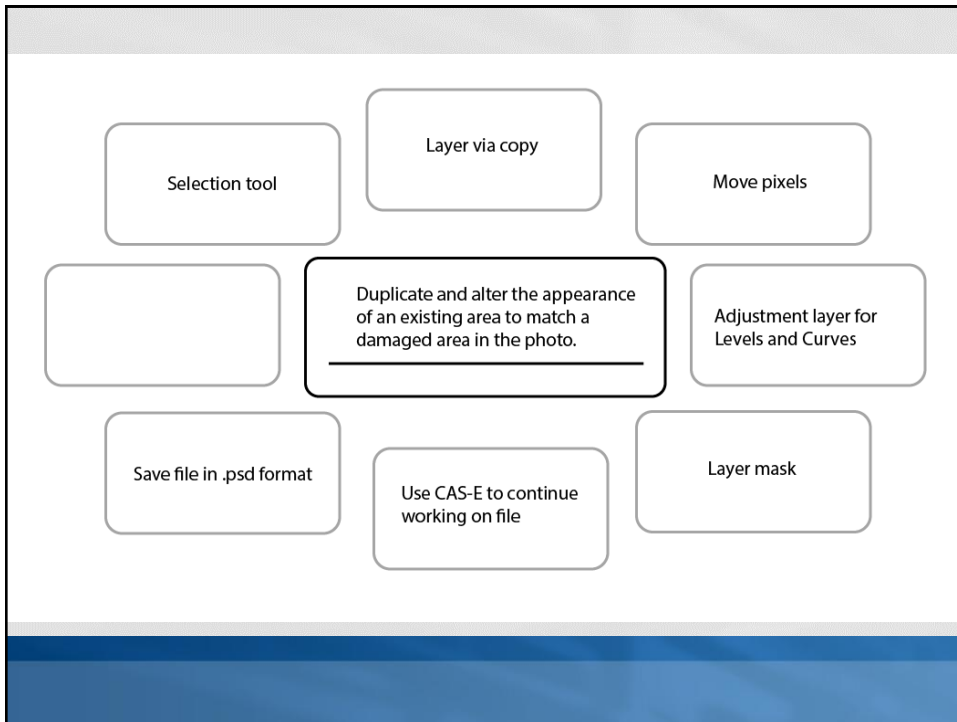 Layer via copy
Selection tool
Move pixels
Duplicate and alter the appearance
of an existing area to match a
damaged area in the photo.
Adjustment layer for
Levels and Curves
Save file in .psd format
Use CAS-E to continue
working on file
Layer mask